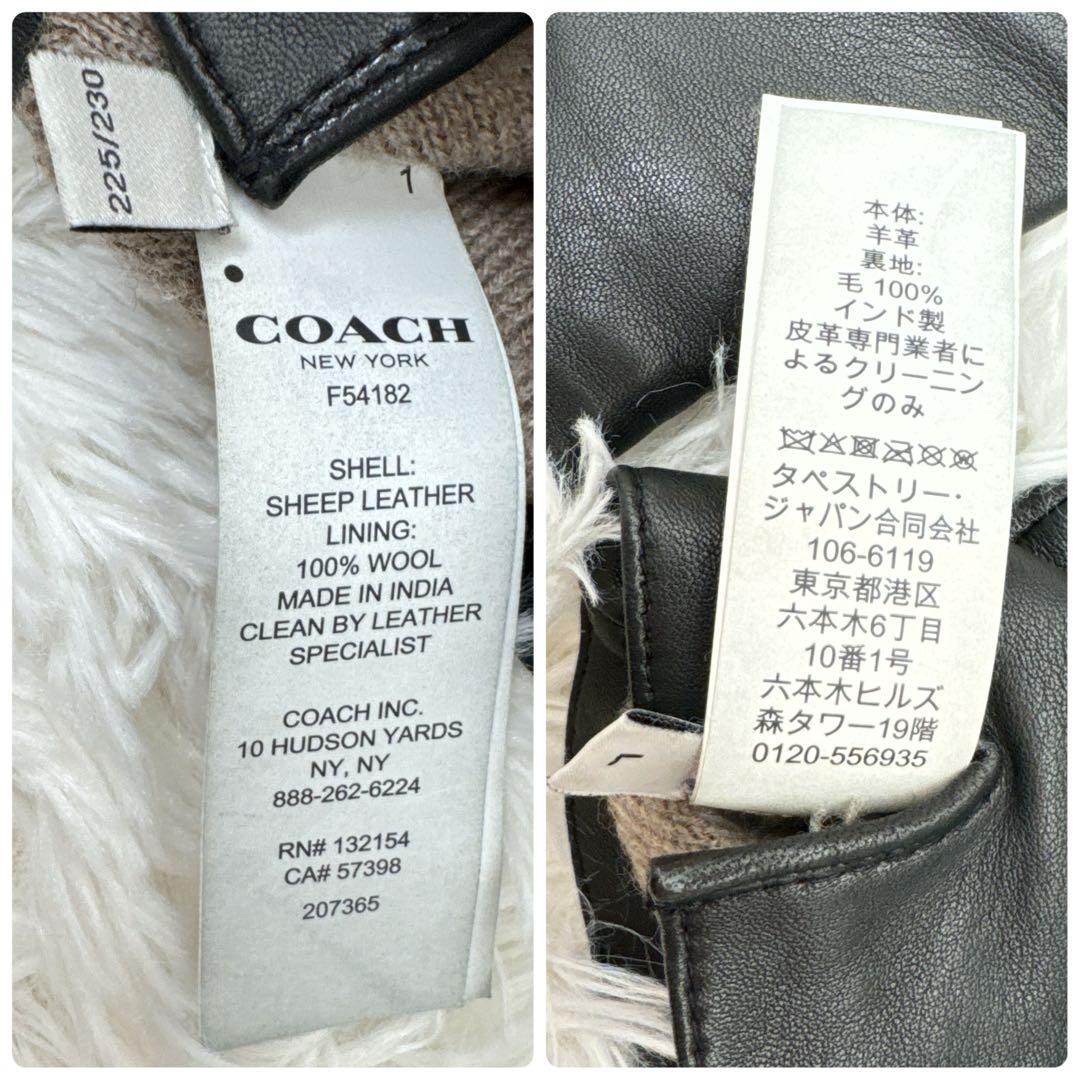 225/230
1
COACH
NEW YORK
F54182
SHELL:
SHEEP LEATHER
LINING:
100% WOOL
MADE IN INDIA
CLEAN BY LEATHER
SPECIALIST
COACH INC.
10 HUDSON YARDS
NY, NY
888-262-6224
RN# 132154
CA# 57398
207365
本体:
羊革
裏地:
毛 100%
インド製
皮革専門業者に
よるクリーニン
グのみ
タペストリー・
ジャパン合同会社
106-6119
東京都港区
六本木6丁目
10番1号
六本木ヒルズ
森タワー19階
0120-556935
L